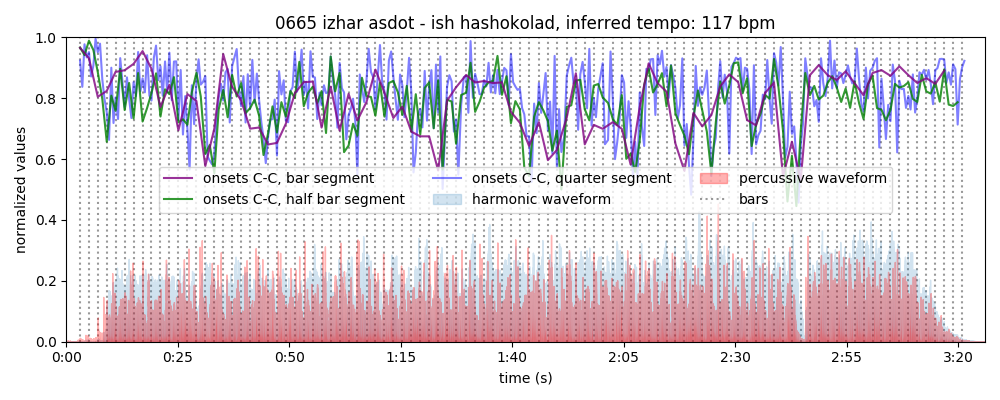 0665 izhar asdot - ish hashokolad, inferred tempo: 117 bpm
1.0
0.8
0.6
0.4
0.2
0.0
normalized values
onsets C-C, bar segment
onsets C-C, half bar segment
onsets C-C, quarter segment
harmonic waveform
percussive waveform
bars
0:00 0:25 0:50 1:15 1:40 2:05 2:30 2:55 3:20
time (s)